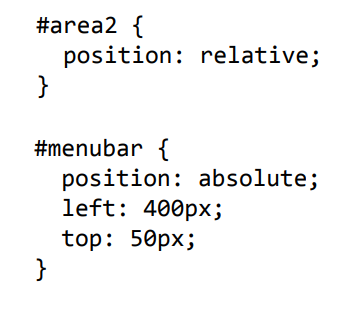 #area2 {
  position: relative;
}

#menubar {
  position: absolute;
  left: 400px;
  top: 50px;
}